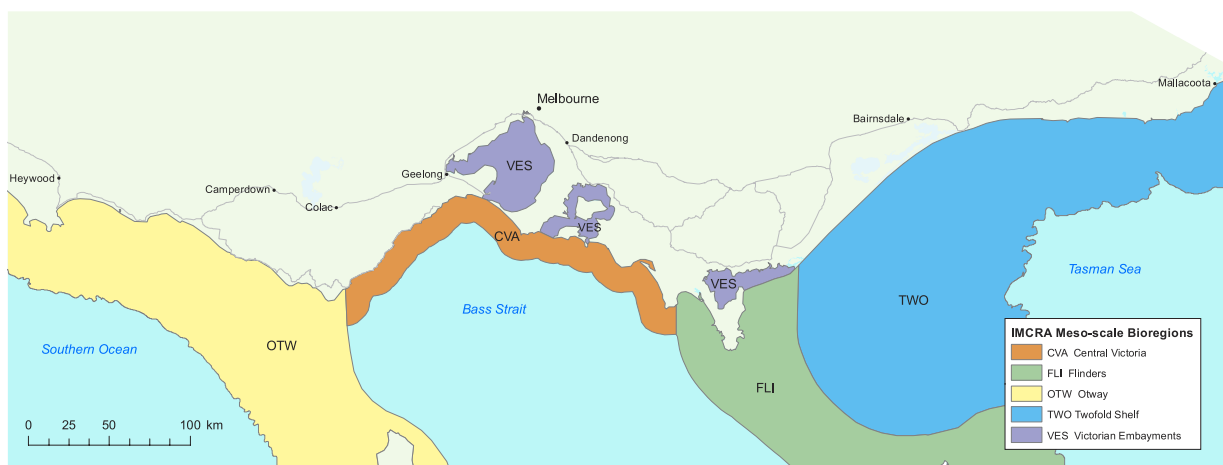 Melbourne
Mallacoota
Bairnsdale
Dandenong
VES
Geelong
Heywood
Camperdown
Colac
VES
CVA
Tasman Sea
VES
TWO
Bass Strait
Southern Ocean
OTW
FLI
IMCRA Meso-scale Bioregions
CVA Central Victoria
FLI Flinders
OTW Otway
TWO Twofold Shelf
VES Victorian Embayments
0 25 50 100 km